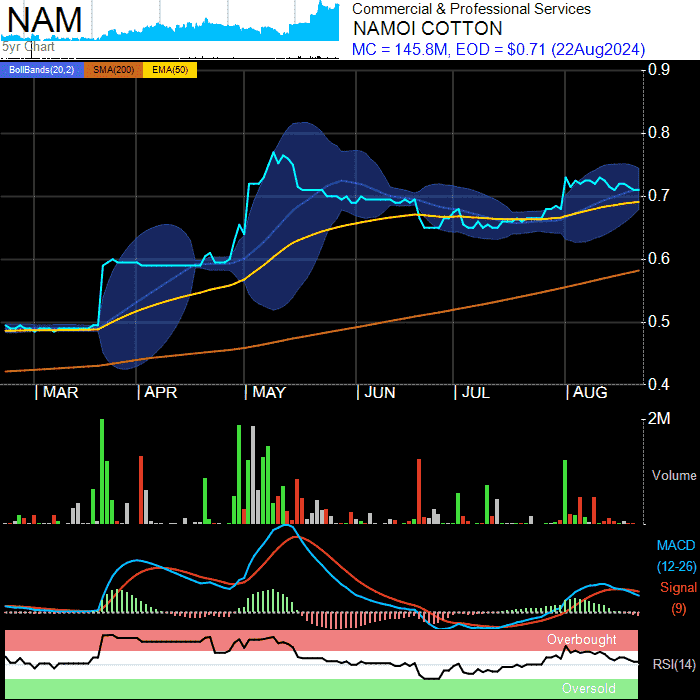 NAM
5yr Chart
Commercial & Professional Services
NAMOI COTTON
MC = 145.8M, EOD = $0.71 (22Aug2024)
BollBands(20,2) SMA(200) EMA(50)
0.9
0.8
0.7
0.6
0.5
0.4
MAR APR MAY JUN JUL AUG
2M
Volume
MACD
(12-26)
Signal
(9)
Overbought
RSI(14)
Oversold